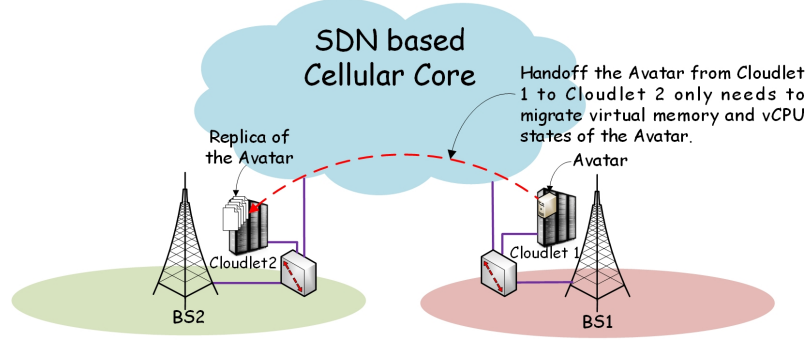 SDN based
Cellular Core
Handoff the Avatar from Cloudlet
1 to Cloudlet 2 only needs to
migrate virtual memory and vCPU
states of the Avatar.
Replica of
the Avatar
Avatar
Cloudlet2
Cloudlet 1
BS2
BS1